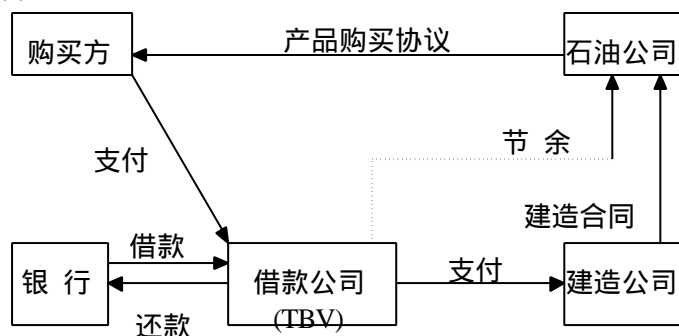 购买方
产品购买协议
石油公司
支付
节 余
建造合同
银 行
借款
还款
借款公司
(TBV)
支付
建造公司